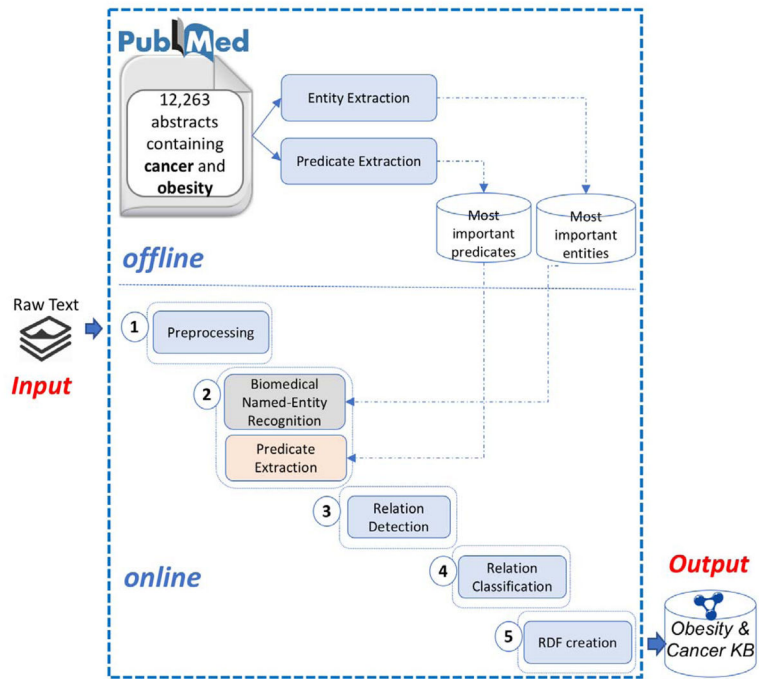 PubMed
12,263
abstracts
containing
cancer and
obesity
Entity Extraction
Predicate Extraction
Most
important
predicates
Most
important
entities
offline
Raw Text
Input
1
Preprocessing
2
Biomedical
Named-Entity
Recognition
Predicate
Extraction
3
Relation
Detection
online
4
Relation
Classification
5
RDF creation
Output
Obesity &
Cancer KB